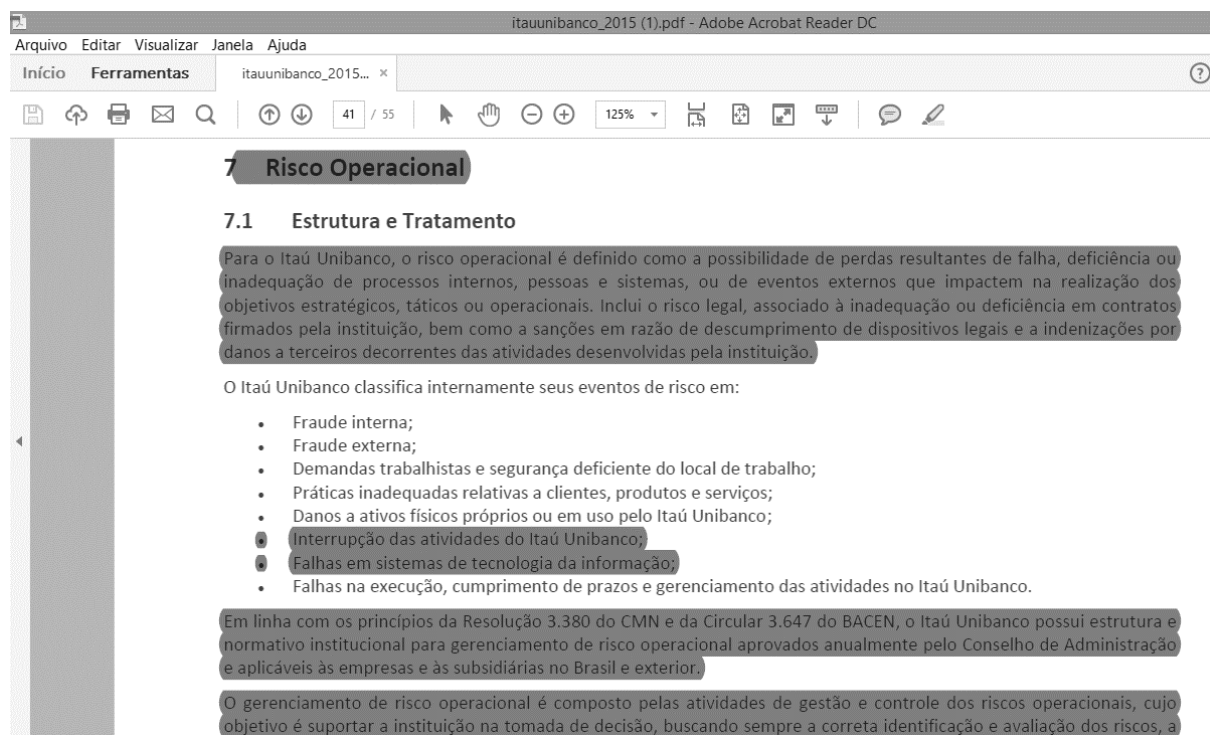 itauunibanco_2015 (1).pdf - Adobe Acrobat Reader DC
Arquivo Editar Visualizar Janela Ajuda
Início Ferramentas itauunibanco_2015... × ?
41 / 55 125%
7 Risco Operacional
7.1 Estrutura e Tratamento
Para o Itaú Unibanco, o risco operacional é definido como a possibilidade de perdas resultantes de falha, deficiência ou
inadequação de processos internos, pessoas e sistemas, ou de eventos externos que impactem na realização dos
objetivos estratégicos, táticos ou operacionais. Inclui o risco legal, associado à inadequação ou deficiência em contratos
firmados pela instituição, bem como a sanções em razão de descumprimento de dispositivos legais e a indenizações por
danos a terceiros decorrentes das atividades desenvolvidas pela instituição.
O Itaú Unibanco classifica internamente seus eventos de risco em:
• Fraude interna;
• Fraude externa;
• Demandas trabalhistas e segurança deficiente do local de trabalho;
• Práticas inadequadas relativas a clientes, produtos e serviços;
• Danos a ativos físicos próprios ou em uso pelo Itaú Unibanco;
• Interrupção das atividades do Itaú Unibanco;
• Falhas em sistemas de tecnologia da informação;
• Falhas na execução, cumprimento de prazos e gerenciamento das atividades no Itaú Unibanco.
Em linha com os princípios da Resolução 3.380 do CMN e da Circular 3.647 do BACEN, o Itaú Unibanco possui estrutura e
normativo institucional para gerenciamento de risco operacional aprovados anualmente pelo Conselho de Administração
e aplicáveis às empresas e às subsidiárias no Brasil e exterior.
O gerenciamento de risco operacional é composto pelas atividades de gestão e controle dos riscos operacionais, cujo
objetivo é suportar a instituição na tomada de decisão, buscando sempre a correta identificação e avaliação dos riscos, a